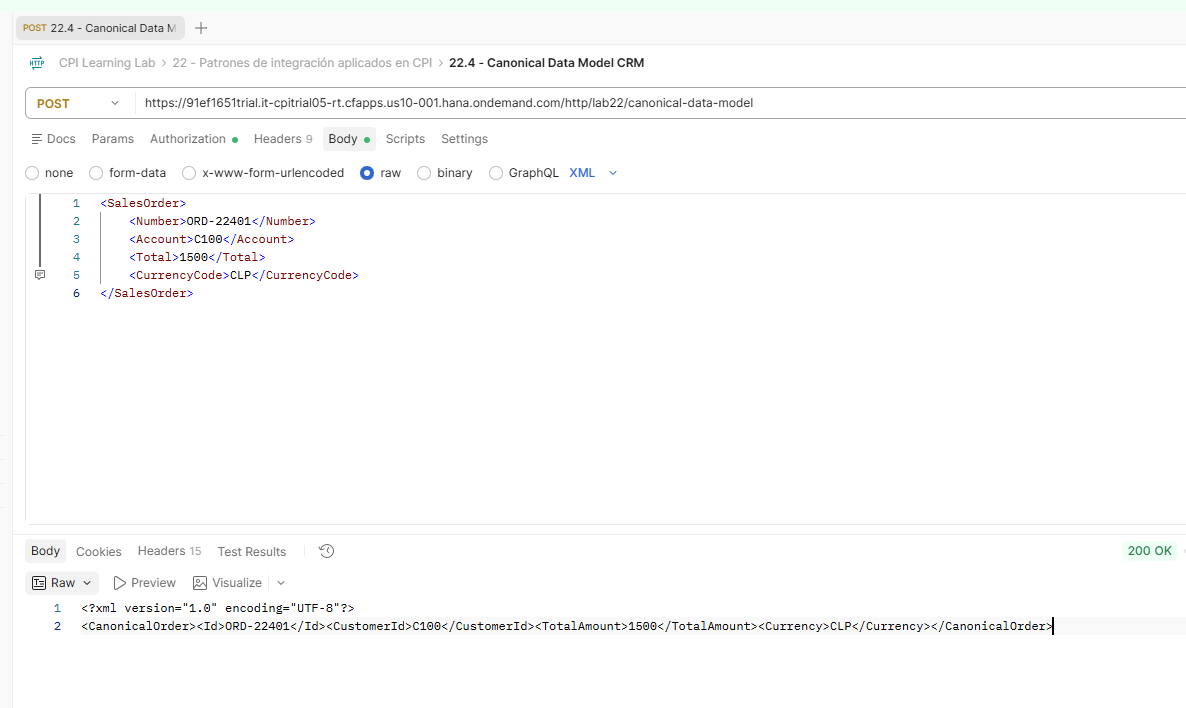 POST 22.4 - Canonical Data M
HTTP CPI Learning Lab > 22 - Patrones de integración aplicados en CPI > 22.4 - Canonical Data Model CRM
POST https://91ef1651trial.it-cpitrial05-rt.cfapps.us10-001.hana.ondemand.com/http/lab22/canonical-data-model
Docs Params Authorization Headers 9 Body Scripts Settings
none form-data x-www-form-urlencoded raw binary GraphQL XML
1 <SalesOrder>
2 <Number>ORD-22401</Number>
3 <Account>C100</Account>
4 <Total>1500</Total>
5 <CurrencyCode>CLP</CurrencyCode>
6 </SalesOrder>
Body Cookies Headers 15 Test Results 200 OK
Raw Preview Visualize
1 <?xml version="1.0" encoding="UTF-8"?>
2 <CanonicalOrder><Id>ORD-22401</Id><CustomerId>C100</CustomerId><TotalAmount>1500</TotalAmount><Currency>CLP</Currency></CanonicalOrder>